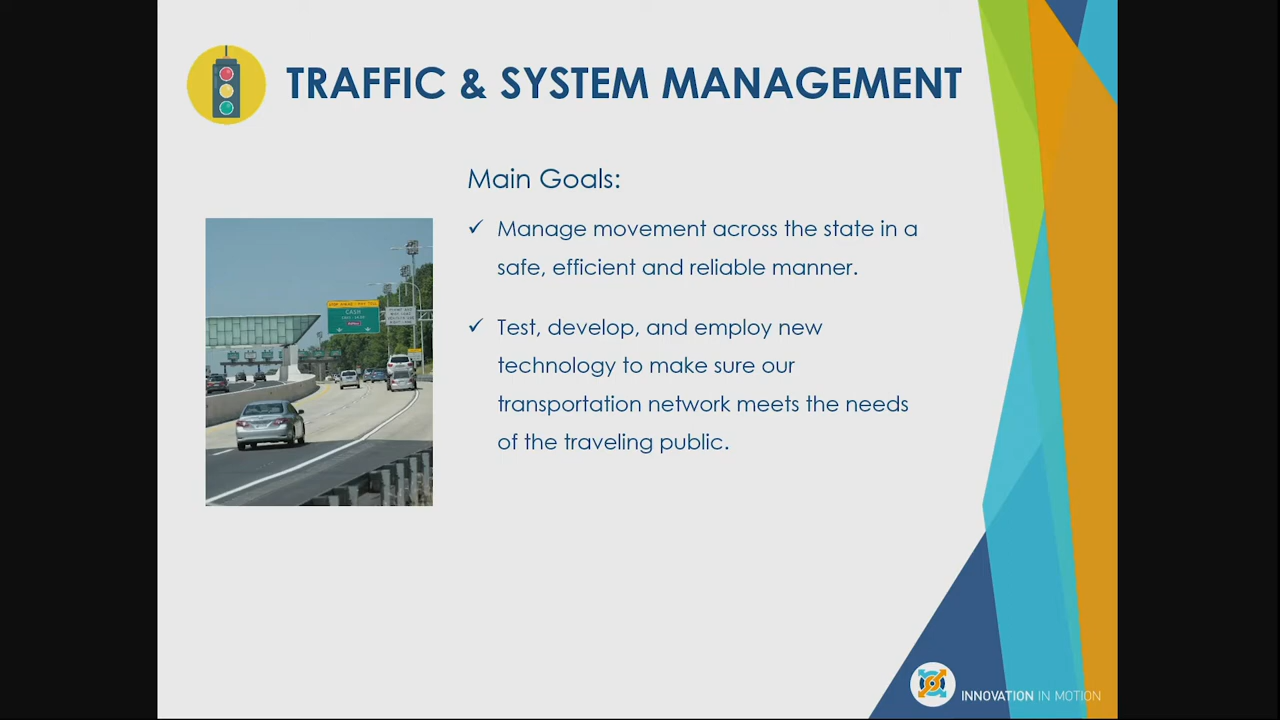 TRAFFIC & SYSTEM MANAGEMENT
Main Goals:
✓ Manage movement across the state in a
safe, efficient and reliable manner.
✓ Test, develop, and employ new
technology to make sure our
transportation network meets the needs
of the traveling public.
CASH
INNOVATION IN MOTION